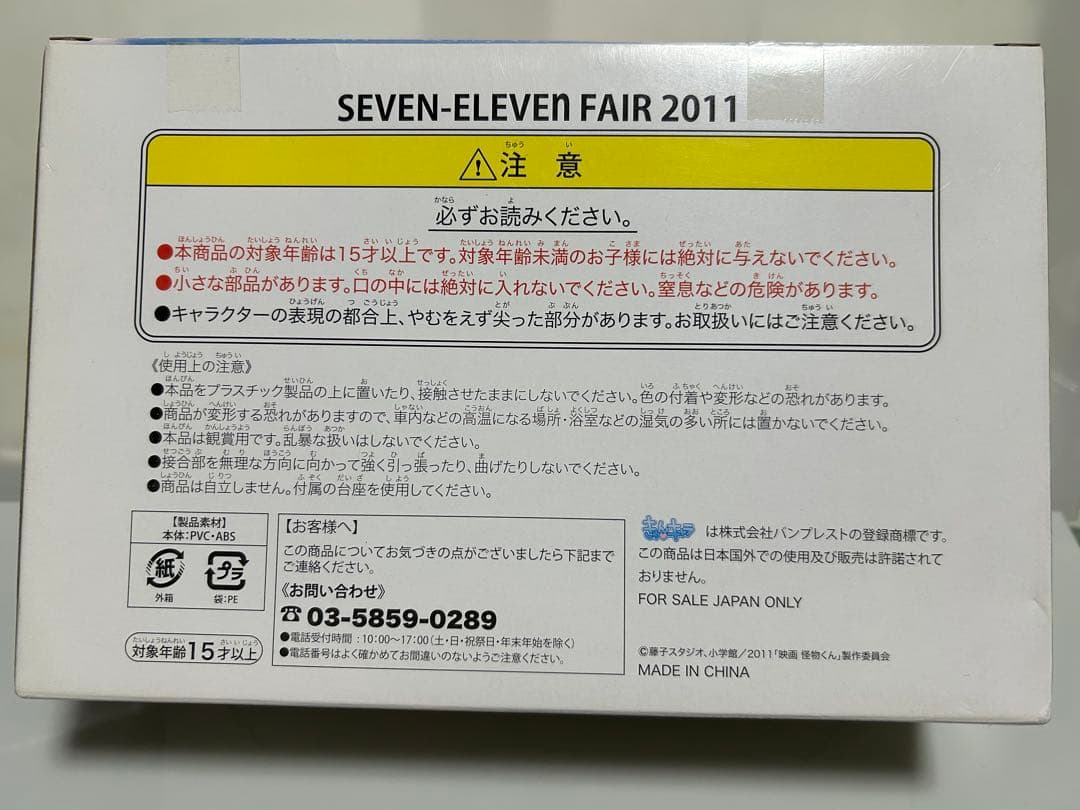 SEVEN-ELEVEn FAIR 2011
注意
必ずお読みください。
●本商品の対象年齢は15才以上です。対象年齢未満のお子様には絶対に与えないでください。
●小さな部品があります。口の中には絶対に入れないでください。窒息などの危険があります。
●キャラクターの表現の都合上、やむをえず尖った部分があります。お取扱いにはご注意ください。
《使用上の注意》
●本品をプラスチック製品の上に置いたり、接触させたままにしないでください。色の付着や変形などの恐れがあります。
●商品が変形する恐れがありますので、車内などの高温になる場所・浴室などの湿気の多い所には置かないでください。
●本品は観賞用です。乱暴な扱いはしないでください。
●接合部を無理な方向に向かって強く引っ張ったり、曲げたりしないでください。
●商品は自立しません。付属の台座を使用してください。
【製品素材】
本体:PVC・ABS
紙 プラ
外箱 袋:PE
対象年齢15才以上
【お客様へ】
この商品についてお気づきの点がございましたら下記まで
ご連絡ください。
《お問い合わせ》
☎03-5859-0289
●電話受付時間:10:00〜17:00(土・日・祝祭日・年末年始を除く)
●電話番号はよく確かめてお間違いのないようご注意ください。
きゅんキャラ は株式会社バンプレストの登録商標です。
この商品は日本国外での使用及び販売は許諾されて
おりません。
FOR SALE JAPAN ONLY
©藤子スタジオ、小学館/2011「映画 怪物くん」製作委員会
MADE IN CHINA